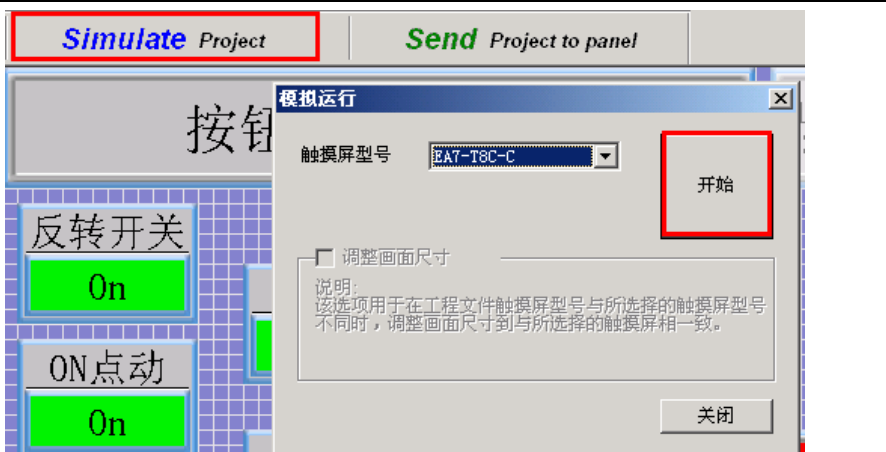 Simulate Project
Send Project to panel
按钮
模拟运行
触摸屏型号
EA7-T8C-C
开始
反转开关
On
调整画面尺寸
说明:
该选项用于在工程文件触摸屏型号与所选择的触摸屏型号
不同时，调整画面尺寸到与所选择的触摸屏相一致。
ON点动
On
关闭